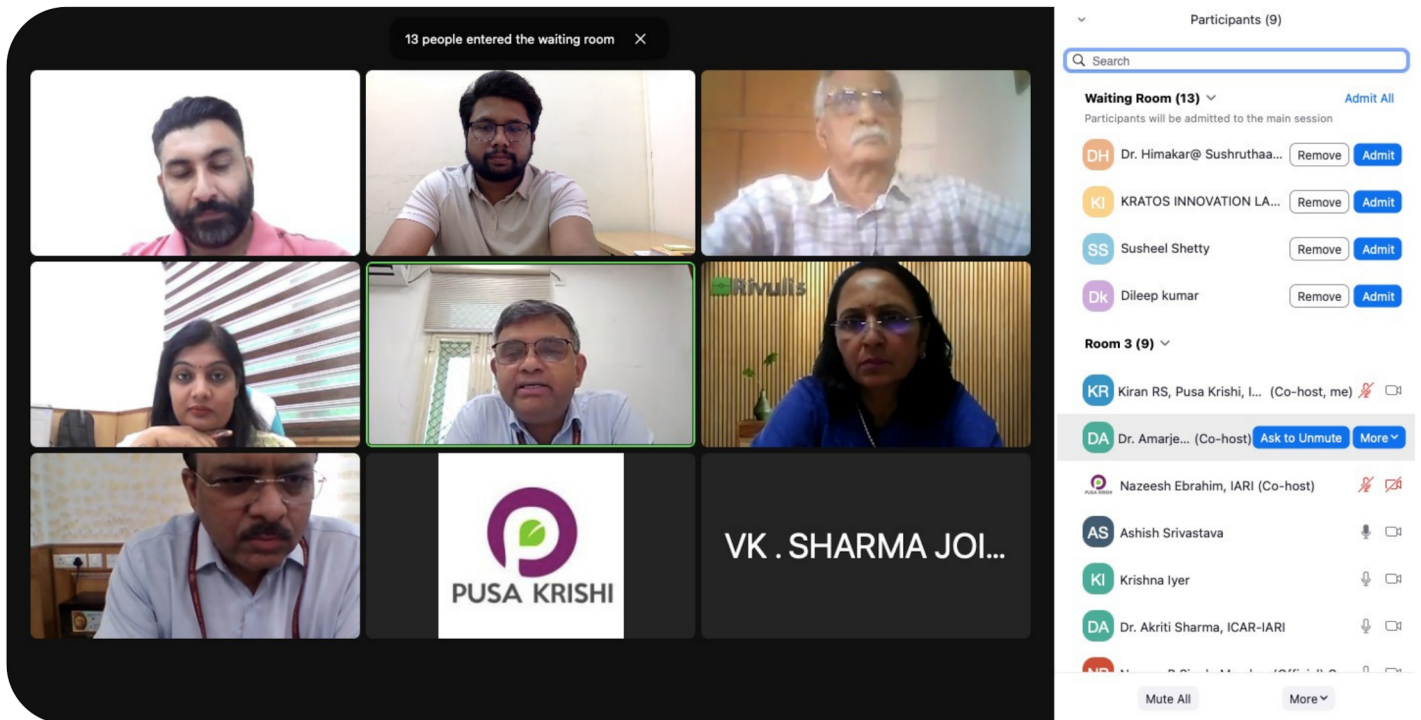 13 people entered the waiting room
Rivulis
PUSA KRISHI
VK . SHARMA JOI...
Participants (9)
Search
Waiting Room (13)
Admit All
Participants will be admitted to the main session
DH Dr. Himakar@ Sushruthaa... Remove Admit
KI KRATOS INNOVATION LA... Remove Admit
SS Susheel Shetty Remove Admit
Dk Dileep kumar Remove Admit
Room 3 (9)
KR Kiran RS, Pusa Krishi, I... (Co-host, me)
DA Dr. Amarje... (Co-host) Ask to Unmute More
PUSA KRISHI Nazeesh Ebrahim, IARI (Co-host)
AS Ashish Srivastava
KI Krishna Iyer
DA Dr. Akriti Sharma, ICAR-IARI
Mute All More